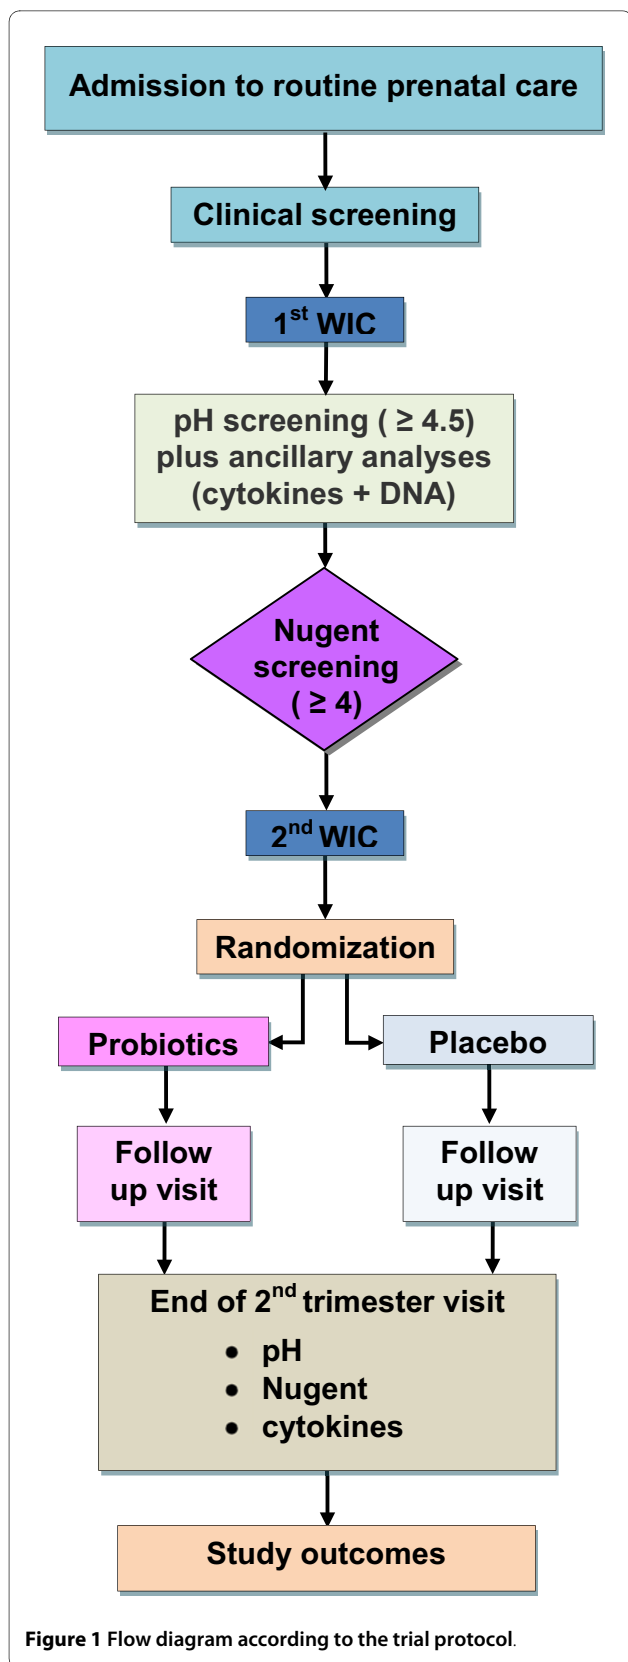 Admission to routine prenatal care
Clinical screening
1st WIC
pH screening ( ≥ 4.5)
plus ancillary analyses
(cytokines + DNA)
Nugent
screening
( ≥ 4)
2nd WIC
Randomization
Probiotics
Placebo
Follow
up visit
Follow
up visit
End of 2nd trimester visit
• pH
• Nugent
• cytokines
Study outcomes
Figure 1 Flow diagram according to the trial protocol.